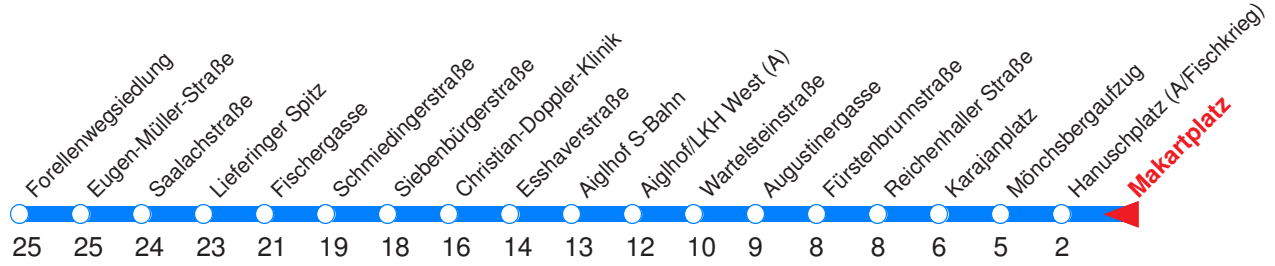 Forellenwegsiedlung
Eugen-Müller-Straße
Saalachstraße
Lieferinger Spitz
Fischergasse
Schmiedingerstraße
Siebenbürgerstraße
Christian-Doppler-Klinik
Esshaverstraße
Aiglhof S-Bahn
Aiglhof/LKH West (A)
Wartelsteinstraße
Augustinergasse
Fürstenbrunnstraße
Reichenhaller Straße
Karajanplatz
Mönchsbergaufzug
Hanuschplatz (A/Fischkrieg)
Makartplatz
25 25 24 23 21 19 18 16 14 13 12 10 9 8 8 6 5 2